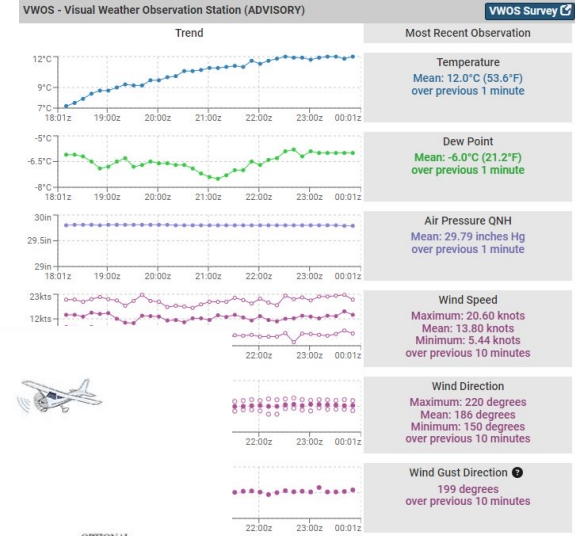 VWOS - Visual Weather Observation Station (ADVISORY)
VWOS Survey
Trend
Most Recent Observation
12°C
9°C
7°C
18:01z 19:00z 20:00z 21:00z 22:00z 23:00z 00:01z
Temperature
Mean: 12.0°C (53.6°F)
over previous 1 minute
-5°C
-6.5°C
-8°C
18:01z 19:00z 20:00z 21:00z 22:00z 23:00z 00:01z
Dew Point
Mean: -6.0°C (21.2°F)
over previous 1 minute
30in
29.5in
29in
18:01z 19:00z 20:00z 21:00z 22:00z 23:00z 00:01z
Air Pressure QNH
Mean: 29.79 inches Hg
over previous 1 minute
23kts
12kts
22:00z 23:00z 00:01z
Wind Speed
Maximum: 20.60 knots
Mean: 13.80 knots
Minimum: 5.44 knots
over previous 10 minutes
22:00z 23:00z 00:01z
Wind Direction
Maximum: 220 degrees
Mean: 186 degrees
Minimum: 150 degrees
over previous 10 minutes
22:00z 23:00z 00:01z
Wind Gust Direction ?
199 degrees
over previous 10 minutes